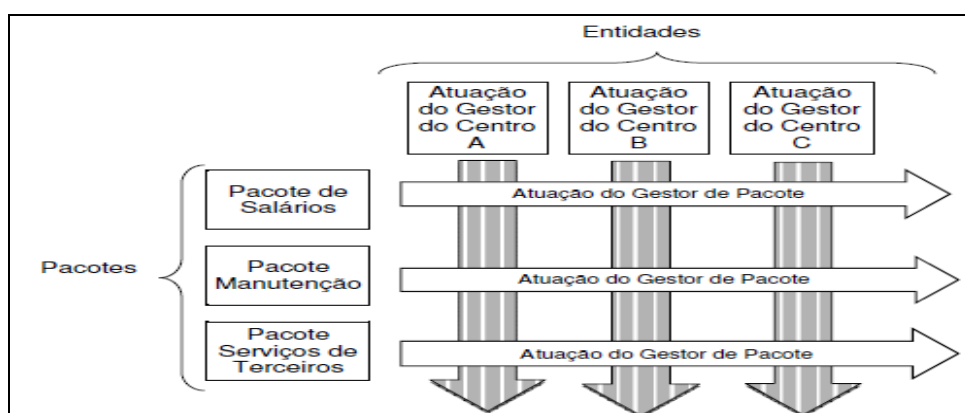 Entidades
Atuação
do Gestor
do Centro
A
Atuação
do Gestor
do Centro
B
Atuação
do Gestor
do Centro
C
Pacotes
Pacote de
Salários
Atuação do Gestor de Pacote
Pacote
Manutenção
Atuação do Gestor de Pacote
Pacote
Serviços de
Terceiros
Atuação do Gestor de Pacote